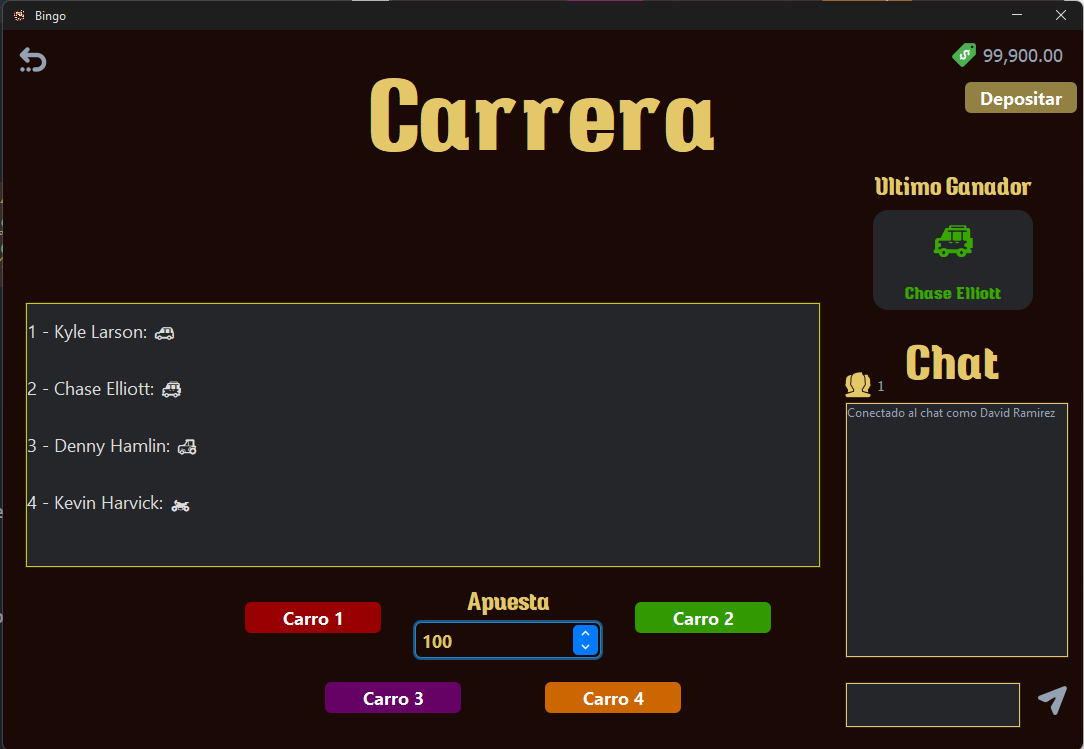 Bingo
99,900.00
Depositar
Carrera
Ultimo Ganador
Chase Elliott
1 - Kyle Larson:
2 - Chase Elliott:
3 - Denny Hamlin:
4 - Kevin Harvick:
Chat
1
Conectado al chat como David Ramirez
Apuesta
Carro 1
100
Carro 2
Carro 3
Carro 4